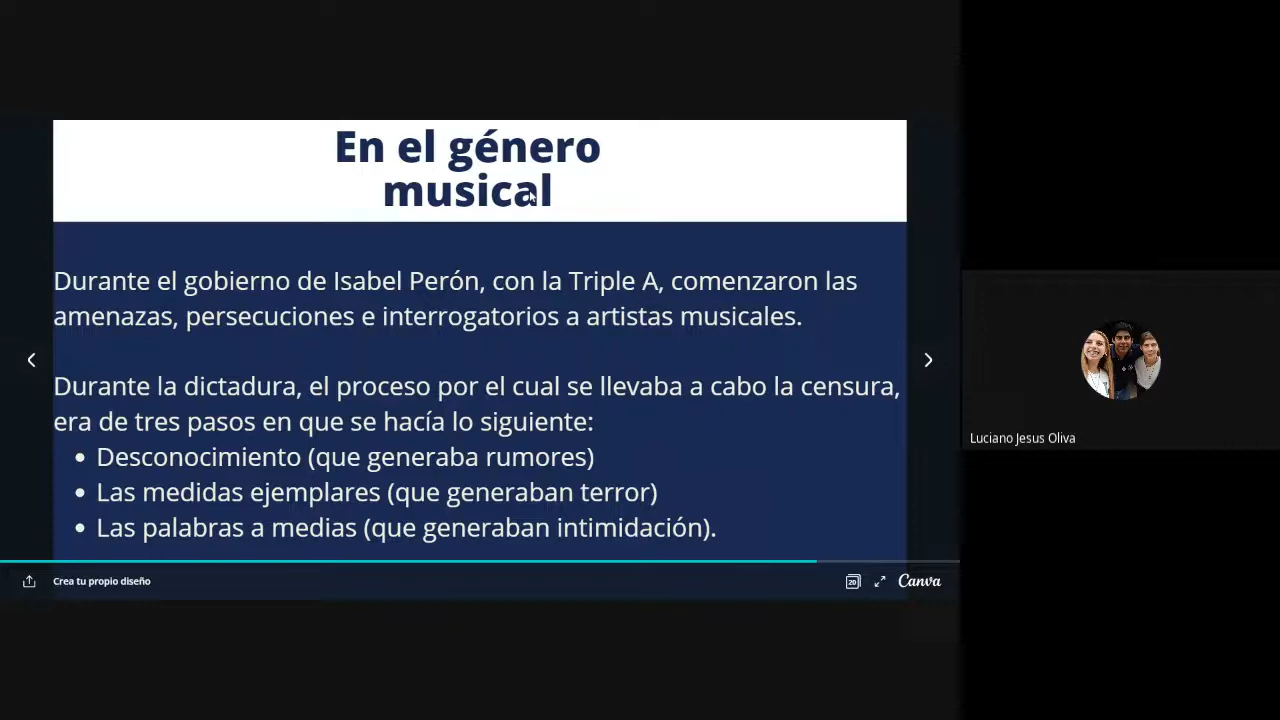 En el género
musical
Durante el gobierno de Isabel Perón, con la Triple A, comenzaron las
amenazas, persecuciones e interrogatorios a artistas musicales.
Durante la dictadura, el proceso por el cual se llevaba a cabo la censura,
era de tres pasos en que se hacía lo siguiente:
• Desconocimiento (que generaba rumores)
• Las medidas ejemplares (que generaban terror)
• Las palabras a medias (que generaban intimidación).
Luciano Jesus Oliva
Crea tu propio diseño
20
Canva